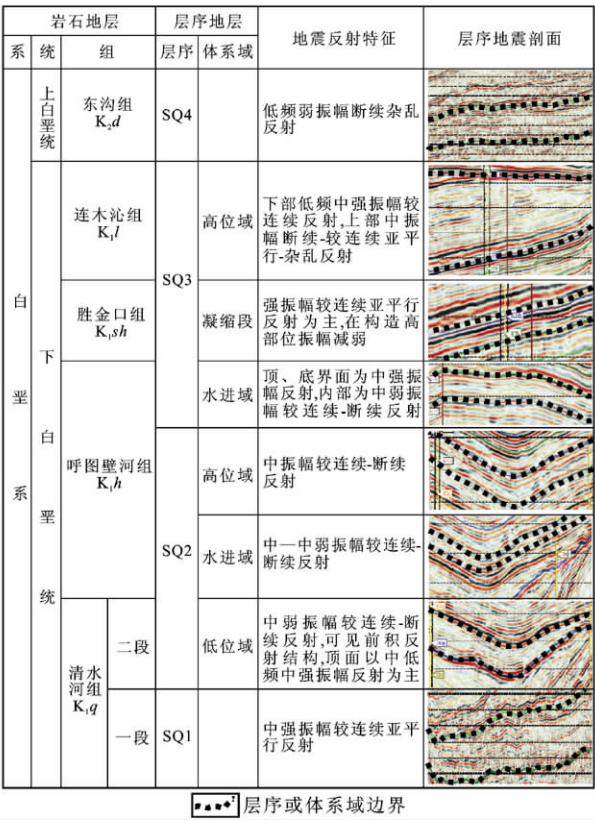 岩石地层
层序地层
地震反射特征
层序地震剖面
系
统
组
层序
体系域
白垩系
上白垩统
东沟组
K₂d
SQ4
低频弱振幅断续杂乱
反射
下白垩统
连木沁组
K₁l
SQ3
高位域
下部低频中强振幅较
连续反射,上部中振
幅断续-较连续亚平
行-杂乱反射
胜金口组
K₁sh
凝缩段
强振幅较连续亚平行
反射为主,在构造高
部位振幅减弱
呼图壁河组
K₁h
水进域
顶、底界面为中强振
幅反射,内部为中弱振
幅较连续-断续反射
SQ2
高位域
中振幅较连续-断续
反射
水进域
中—中弱振幅较连续-
断续反射
清水
河组
K₁q
二段
低位域
中弱振幅较连续-断
续反射,可见前积反
射结构,顶面以中低
频中强振幅反射为主
一段
SQ1
中强振幅较连续亚平
行反射
层序或体系域边界